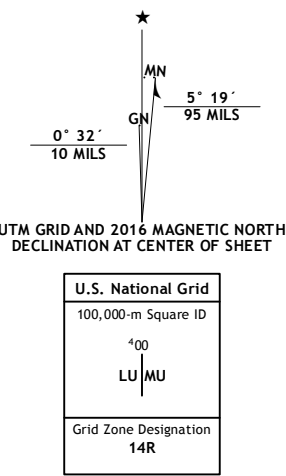 ★
MN
GN
5° 19´
95 MILS
0° 32´
10 MILS
UTM GRID AND 2016 MAGNETIC NORTH
DECLINATION AT CENTER OF SHEET
U.S. National Grid
100,000-m Square ID
⁴00
LU MU
Grid Zone Designation
14R